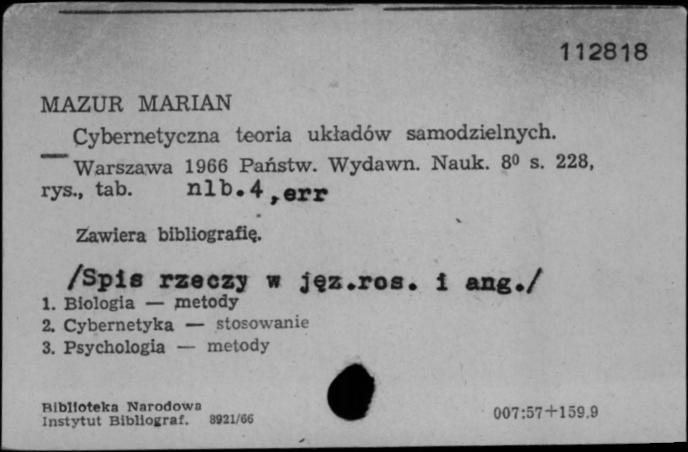 112818
MAZUR MARIAN
Cybernetyczna teoria układów samodzielnych.
Warszawa 1966 Państw. Wydawn. Nauk. 8⁰ s. 228,
rys., tab. nlb.4,err
Zawiera bibliografię.
/Spis rzeczy w jęz.ros. i ang./
1. Biologia — metody
2. Cybernetyka — stosowanie
3. Psychologia — metody
Biblioteka Narodowa
Instytut Bibliograf. 8921/66
007:57+159.9